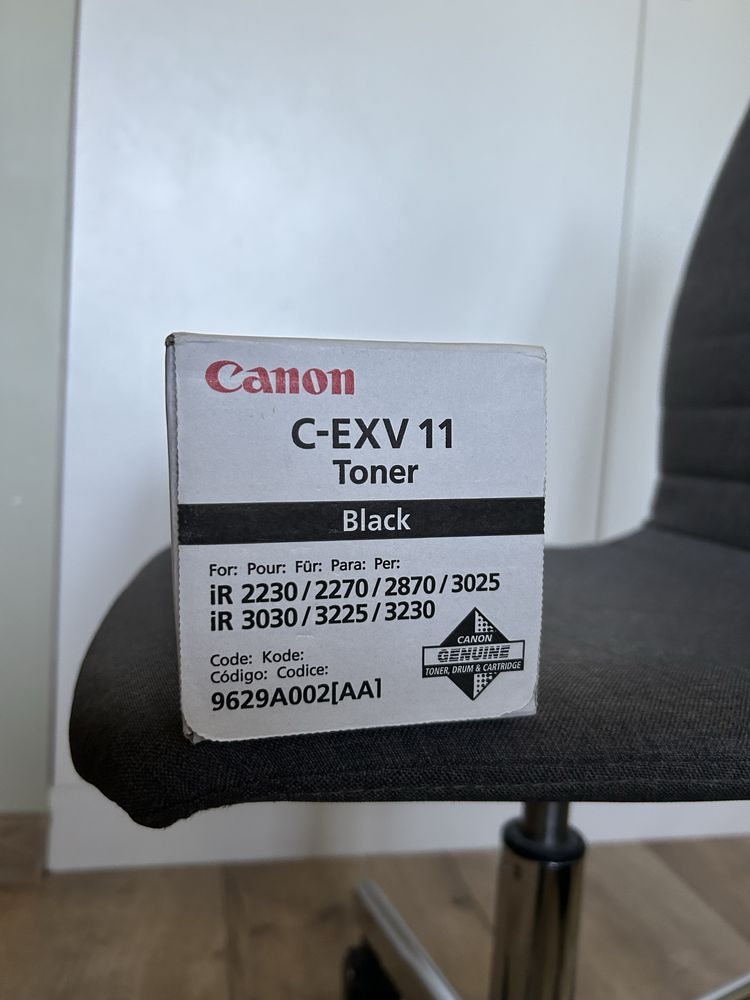 Canon
C-EXV 11
Toner
Black
For: Pour: Für: Para: Per:
iR 2230 / 2270 / 2870 / 3025
iR 3030 / 3225 / 3230
CANON
GENUINE
TONER, DRUM & CARTRIDGE
Code: Kode:
Código: Codice:
9629A002[AA]